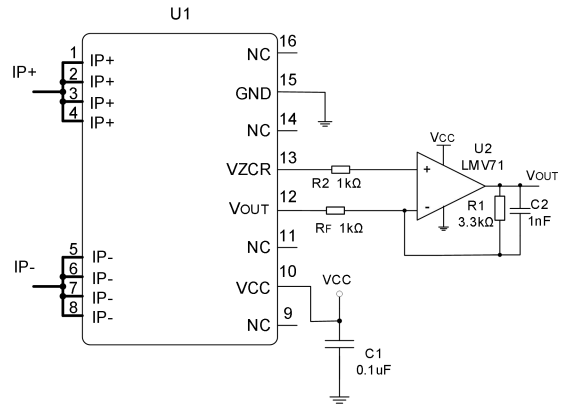 U1
IP+
1 IP+
2 IP+
3 IP+
4 IP+
IP-
5 IP-
6 IP-
7 IP-
8 IP-
NC 16
GND 15
NC 14
VZCR 13
VOUT 12
NC 11
VCC 10
NC 9
R2 1kΩ
RF 1kΩ
VCC
U2
LMV71
+
-
VOUT
R1
3.3kΩ
C2
1nF
VCC
C1
0.1uF